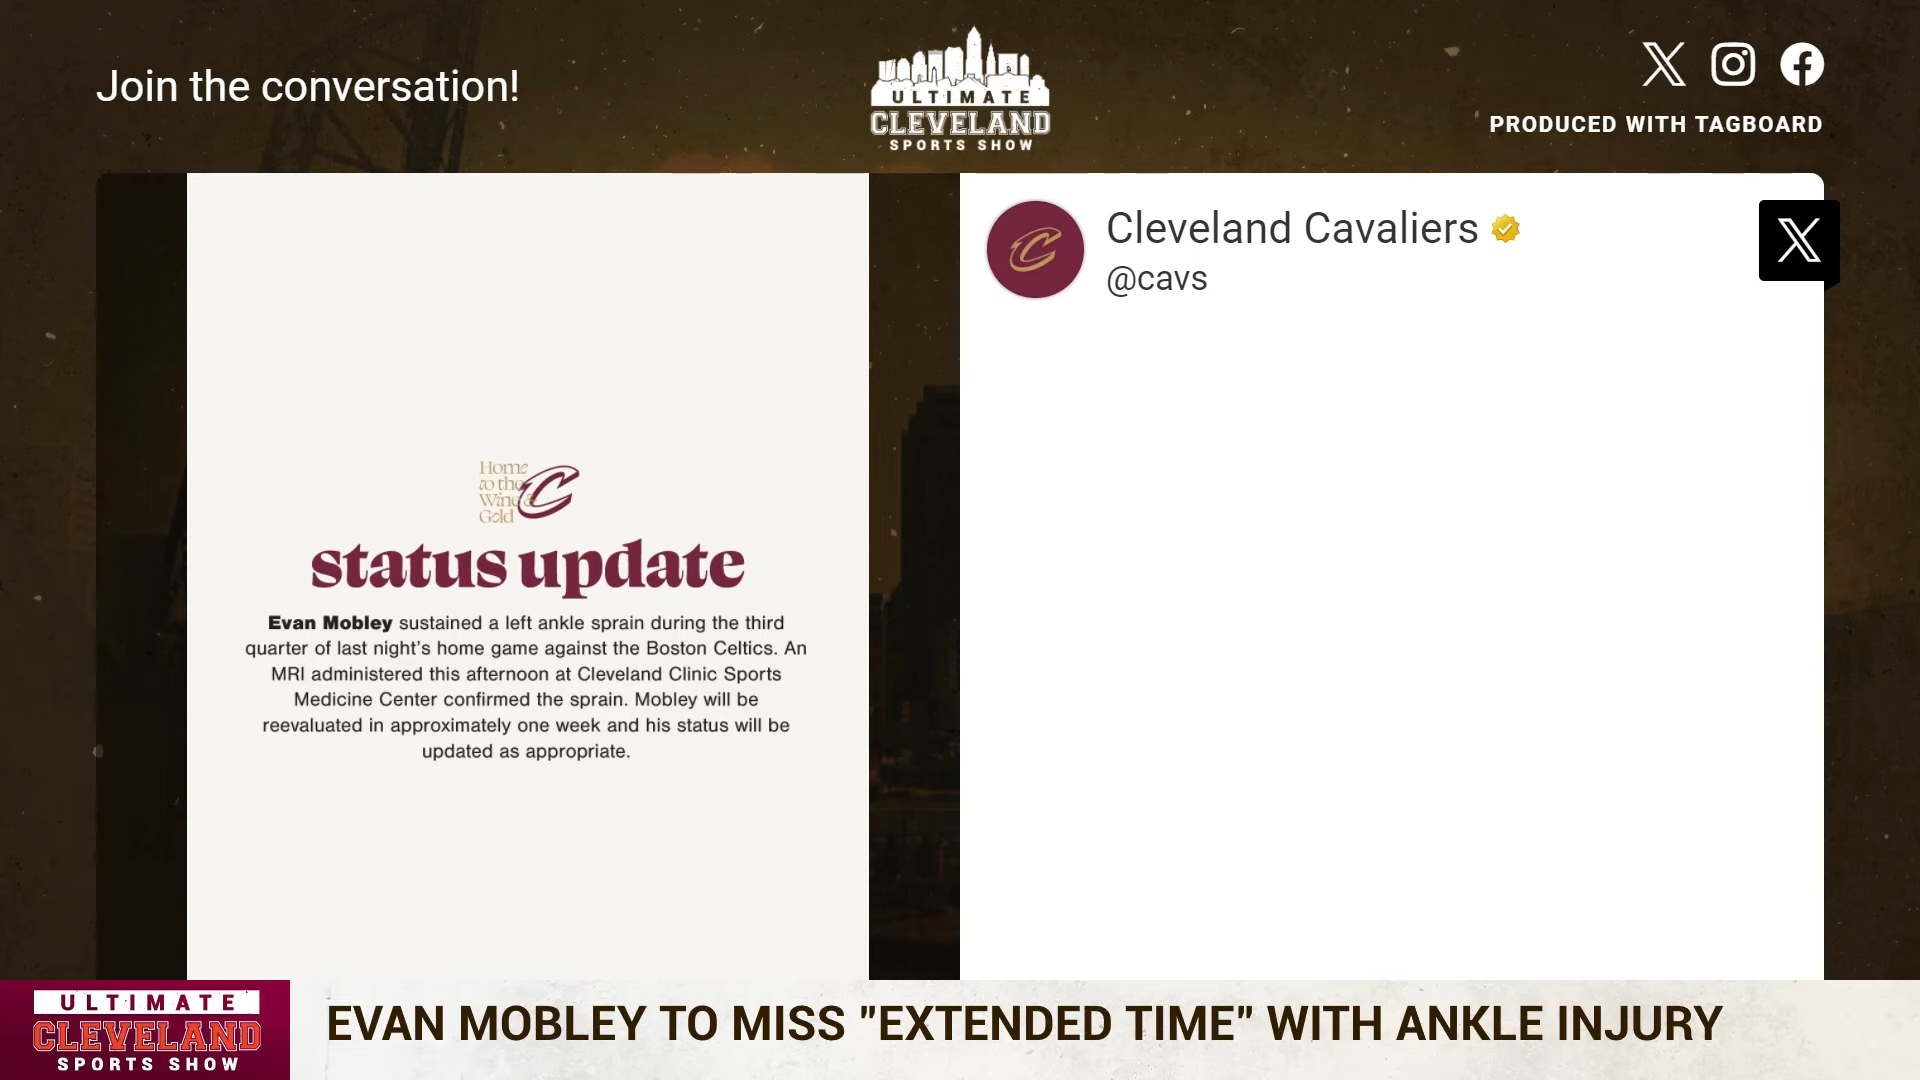 Join the conversation!
ULTIMATE
CLEVELAND
SPORTS SHOW
PRODUCED WITH TAGBOARD
Home
to the
Wine &
Gold
status update
Evan Mobley sustained a left ankle sprain during the third
quarter of last night's home game against the Boston Celtics. An
MRI administered this afternoon at Cleveland Clinic Sports
Medicine Center confirmed the sprain. Mobley will be
reevaluated in approximately one week and his status will be
updated as appropriate.
Cleveland Cavaliers
@cavs
ULTIMATE
CLEVELAND
SPORTS SHOW
EVAN MOBLEY TO MISS "EXTENDED TIME" WITH ANKLE INJURY